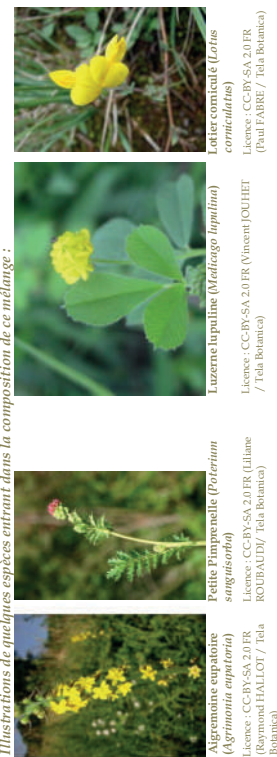 Illustrations de quelques espèces entrant dans la composition de ce mélange :
Aigremoine eupatoire
(Agrimonia eupatoria)
Licence : CC-BY-SA 2.0 FR
(Raymond HALLOT / Tela
Botanica)
Petite Pimprenelle (Poterium
sanguisorba)
Licence : CC-BY-SA 2.0 FR (Liliane
ROUBAUDI/ Tela Botanica)
Luzerne lupuline (Medicago lupulina)
Licence : CC-BY-SA 2.0 FR (Vincent JOUHET
/ Tela Botanica)
Lotier corniculé (Lotus
corniculatus)
Licence : CC-BY-SA 2.0 FR
(Paul FABRE / Tela Botanica)